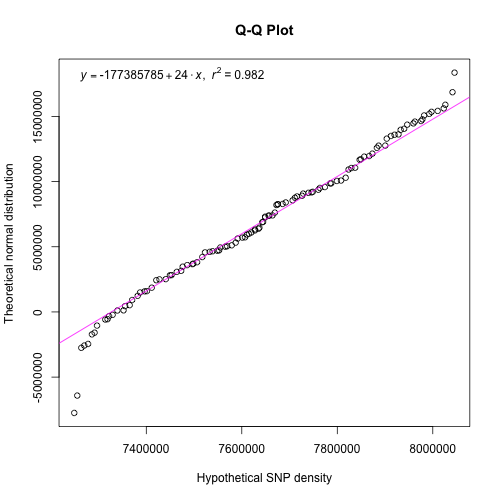 Q-Q Plot
y = -177385785 + 24 · x, r² = 0.982
Theoretical normal distribution
15000000
10000000
5000000
0
-5000000
7400000 7600000 7800000 8000000
Hypothetical SNP density